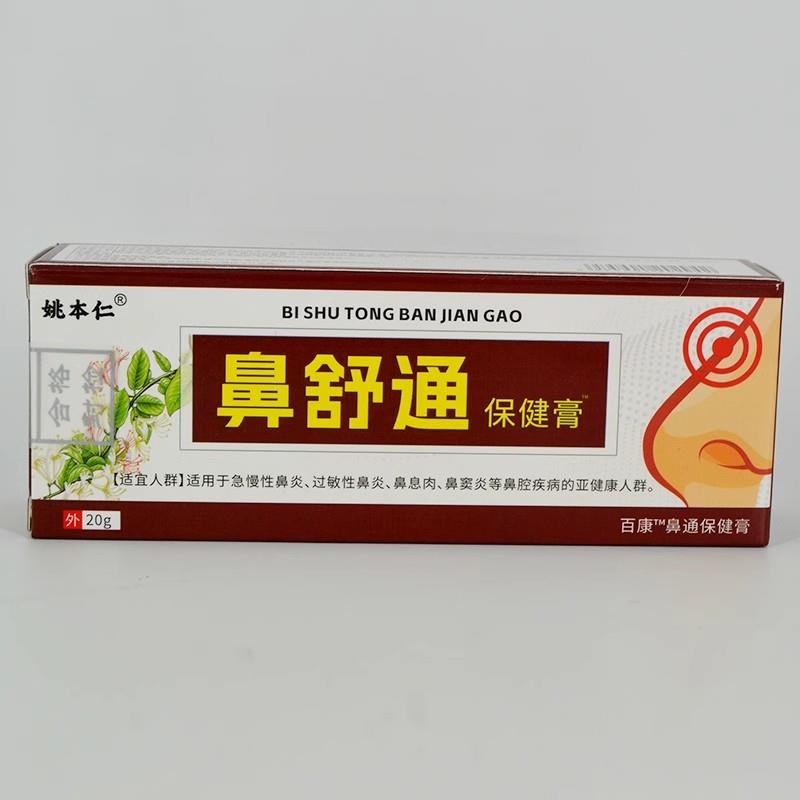 姚本仁®
BI SHU TONG BAN JIAN GAO
鼻舒通 保健膏™
【适宜人群】适用于急慢性鼻炎、过敏性鼻炎、鼻息肉、鼻窦炎等鼻腔疾病的亚健康人群。
外 20g
百康™鼻通保健膏